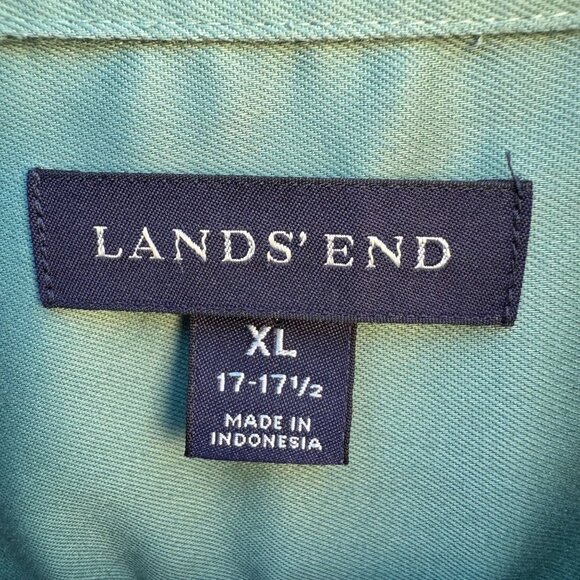 LANDS' END
XL
17-17½
MADE IN
INDONESIA